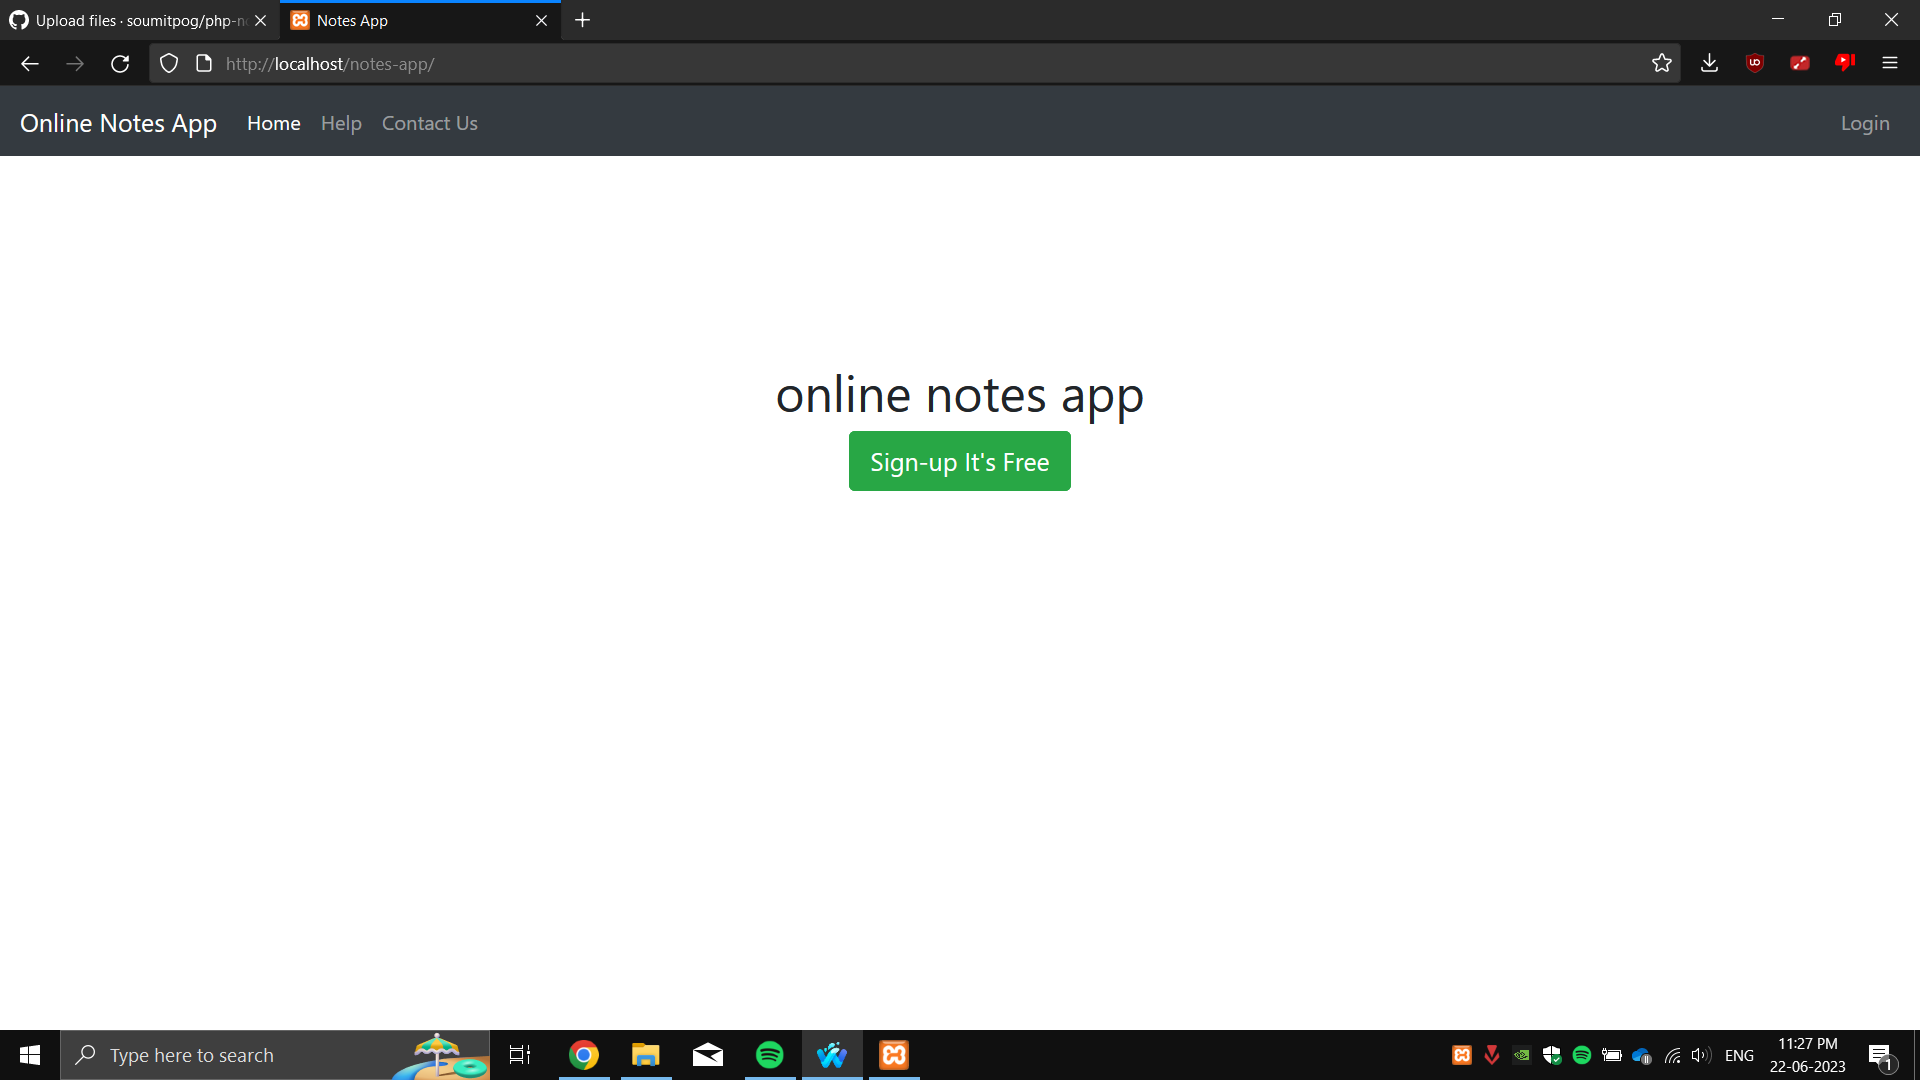 Upload files · soumitpog/php-n
Notes App
http://localhost/notes-app/
Online Notes App
Home
Help
Contact Us
Login
online notes app
Sign-up It's Free
Type here to search
ENG
11:27 PM
22-06-2023
1